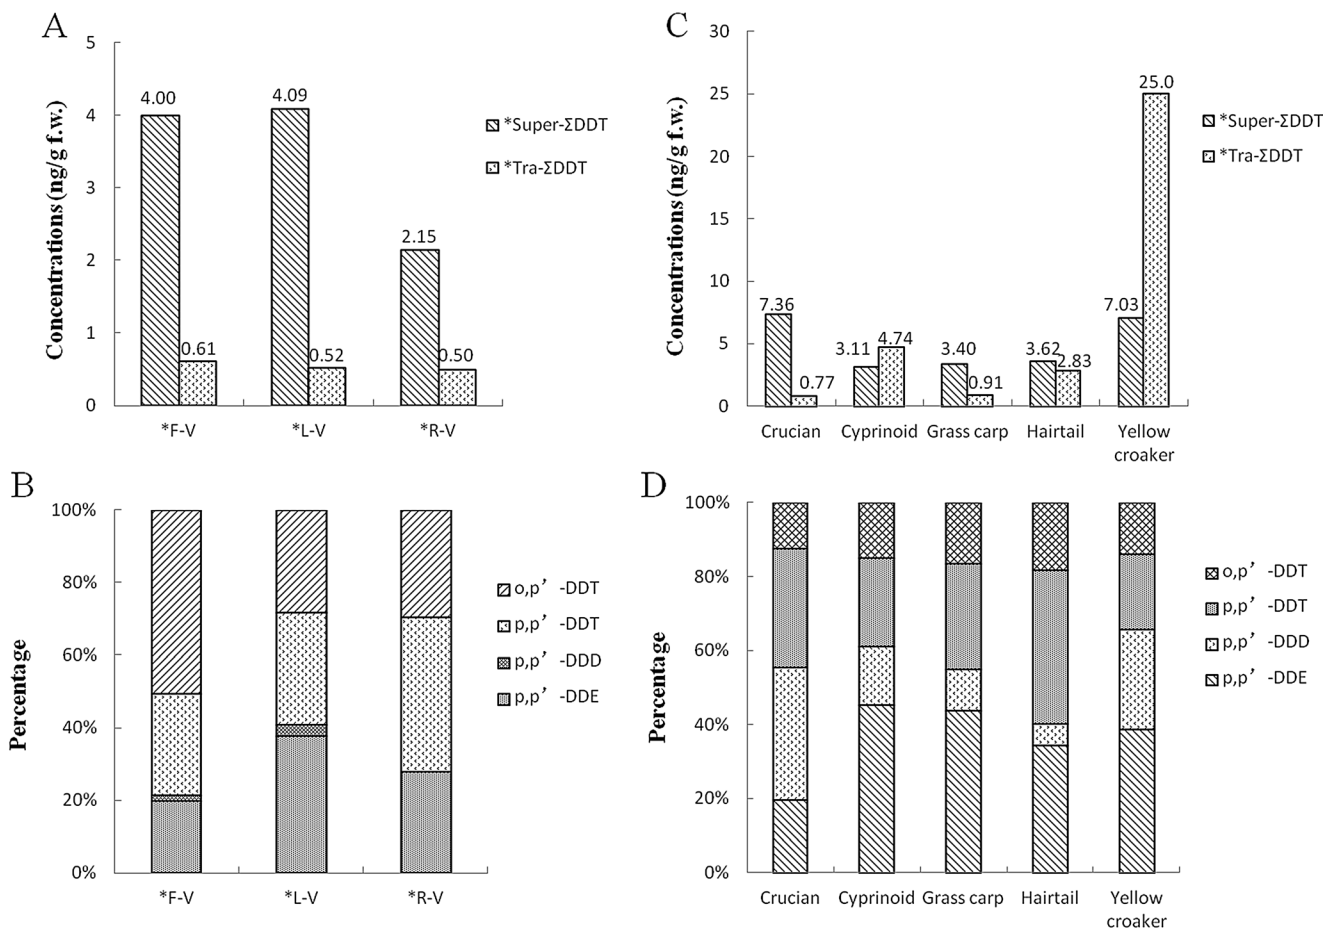 A
Concentrations (ng/g f.w.)
5
4
3
2
1
0
4.00
0.61
4.09
0.52
2.15
0.50
*F-V
*L-V
*R-V
*Super-ΣDDT
*Tra-ΣDDT
C
Concentrations (ng/g f.w.)
30
25
20
15
10
5
0
7.36
0.77
3.11
4.74
3.40
0.91
3.62
2.83
7.03
25.0
Crucian
Cyprinoid
Grass carp
Hairtail
Yellow
croaker
*Super-ΣDDT
*Tra-ΣDDT
B
Percentage
100%
80%
60%
40%
20%
0%
*F-V
*L-V
*R-V
o,p’ -DDT
p,p’ -DDT
p,p’ -DDD
p,p’ -DDE
D
Percentage
100%
80%
60%
40%
20%
0%
Crucian
Cyprinoid
Grass carp
Hairtail
Yellow
croaker
o,p’ -DDT
p,p’ -DDT
p,p’ -DDD
p,p’ -DDE